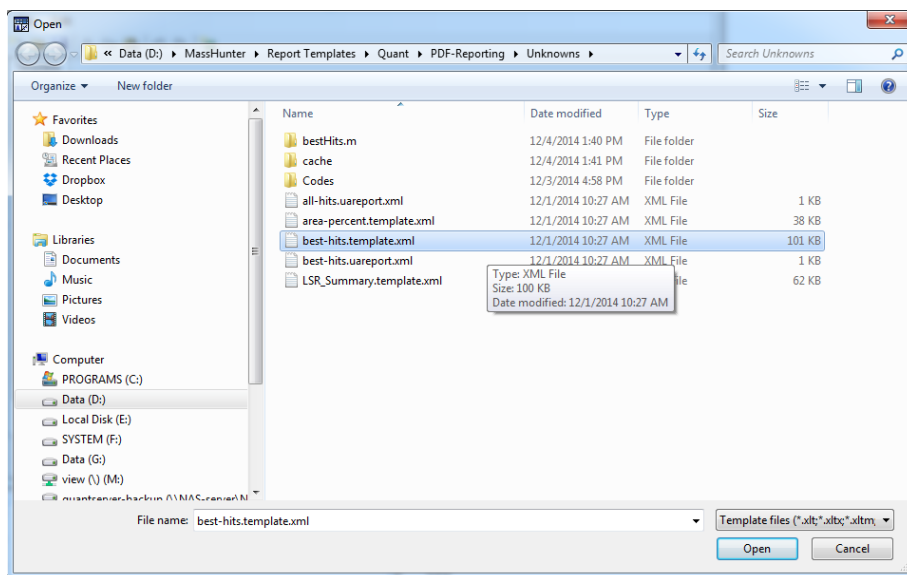 Open
« Data (D:) MassHunter Report Templates Quant PDF-Reporting Unknowns Search Unknowns
Organize New folder
Name Date modified Type Size
Favorites
Downloads
Recent Places
Dropbox
Desktop
Libraries
Documents
Music
Pictures
Videos
Computer
PROGRAMS (C:)
Data (D:)
Local Disk (E:)
SYSTEM (F:)
Data (G:)
view (\) (M:)
quantserver-backup (\\NAS-server\N
bestHits.m 12/4/2014 1:40 PM File folder
cache 12/4/2014 1:41 PM File folder
Codes 12/3/2014 4:58 PM File folder
all-hits.uareport.xml 12/1/2014 10:27 AM XML File 1 KB
area-percent.template.xml 12/1/2014 10:27 AM XML File 38 KB
best-hits.template.xml 12/1/2014 10:27 AM XML File 101 KB
best-hits.uareport.xml 12/1/2014 10:27 AM XML File 1 KB
LSR_Summary.template.xml 62 KB
Type: XML File
Size: 100 KB
Date modified: 12/1/2014 10:27 AM
File name: best-hits.template.xml Template files (*.xlt;*.xltx;*.xltm;
Open Cancel